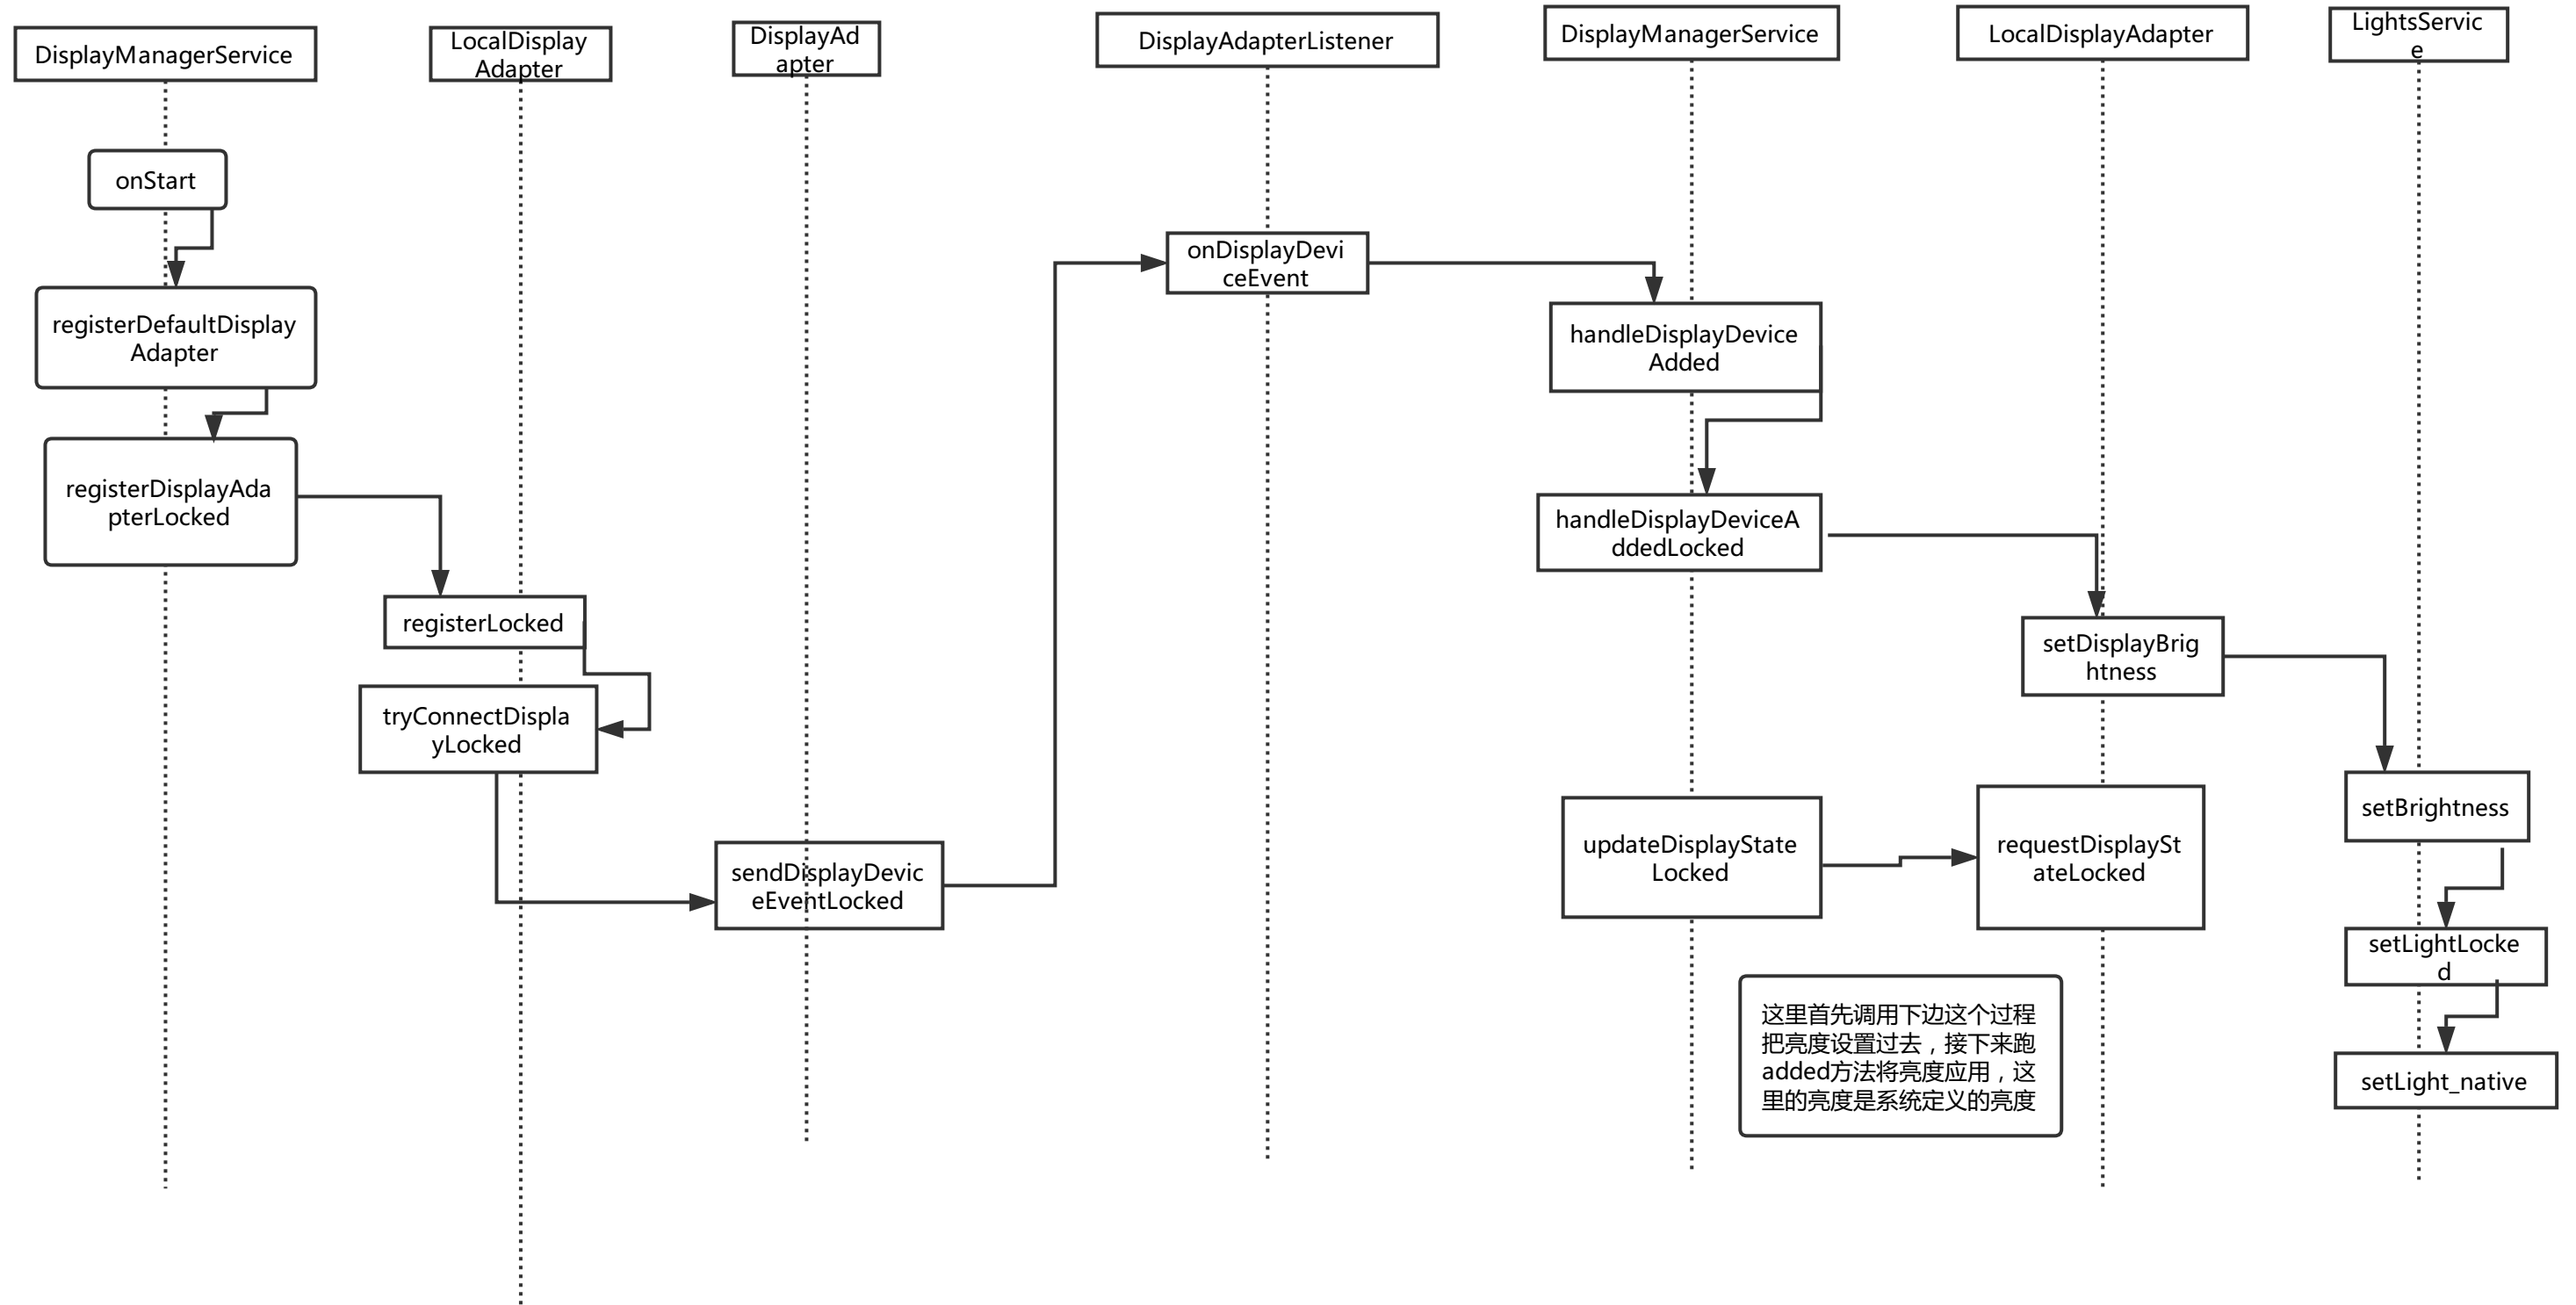 DisplayManagerService
LocalDisplay
Adapter
DisplayAd
apter
DisplayAdapterListener
DisplayManagerService
LocalDisplayAdapter
LightsServic
e
onStart
registerDefaultDisplay
Adapter
registerDisplayAda
pterLocked
registerLocked
tryConnectDispla
yLocked
sendDisplayDevic
eEventLocked
onDisplayDevi
ceEvent
handleDisplayDevice
Added
handleDisplayDeviceA
ddedLocked
setDisplayBrig
htness
updateDisplayState
Locked
requestDisplaySt
ateLocked
setBrightness
setLightLocke
d
setLight_native
这里首先调用下边这个过程
把亮度设置过去，接下来跑
added方法将亮度应用，这
里的亮度是系统定义的亮度